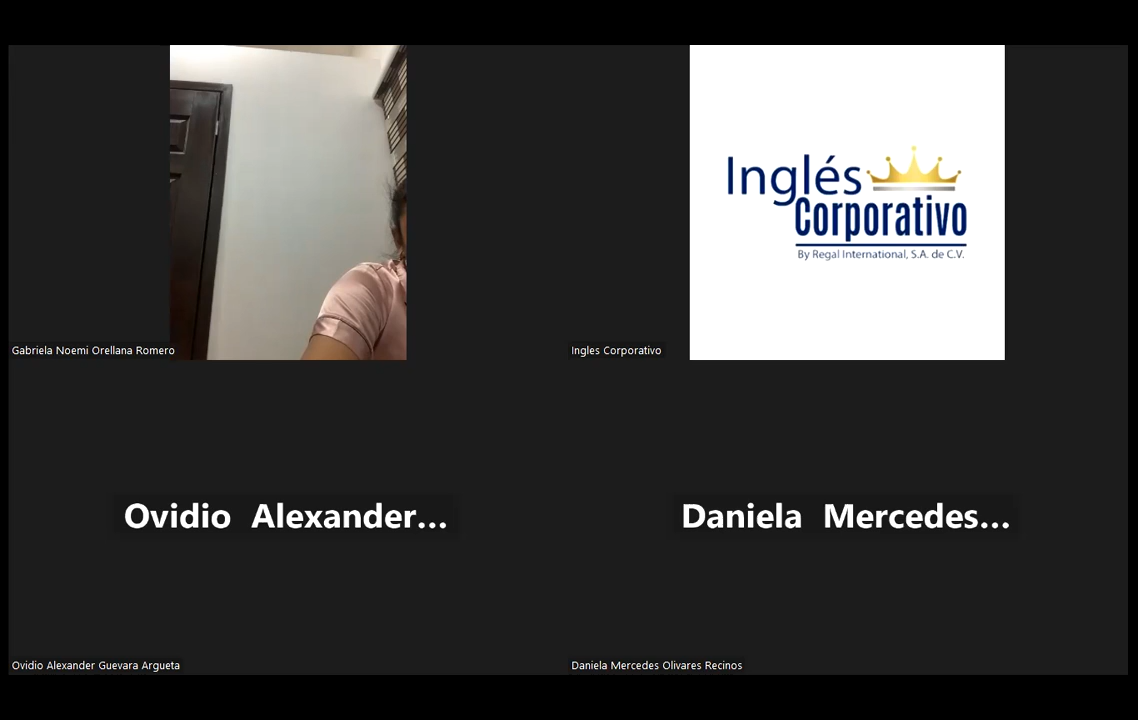 Inglés
Corporativo
By Regal International, S.A. de C.V.
Gabriela Noemi Orellana Romero
Ingles Corporativo
Ovidio Alexander...
Daniela Mercedes...
Ovidio Alexander Guevara Argueta
Daniela Mercedes Olivares Recinos